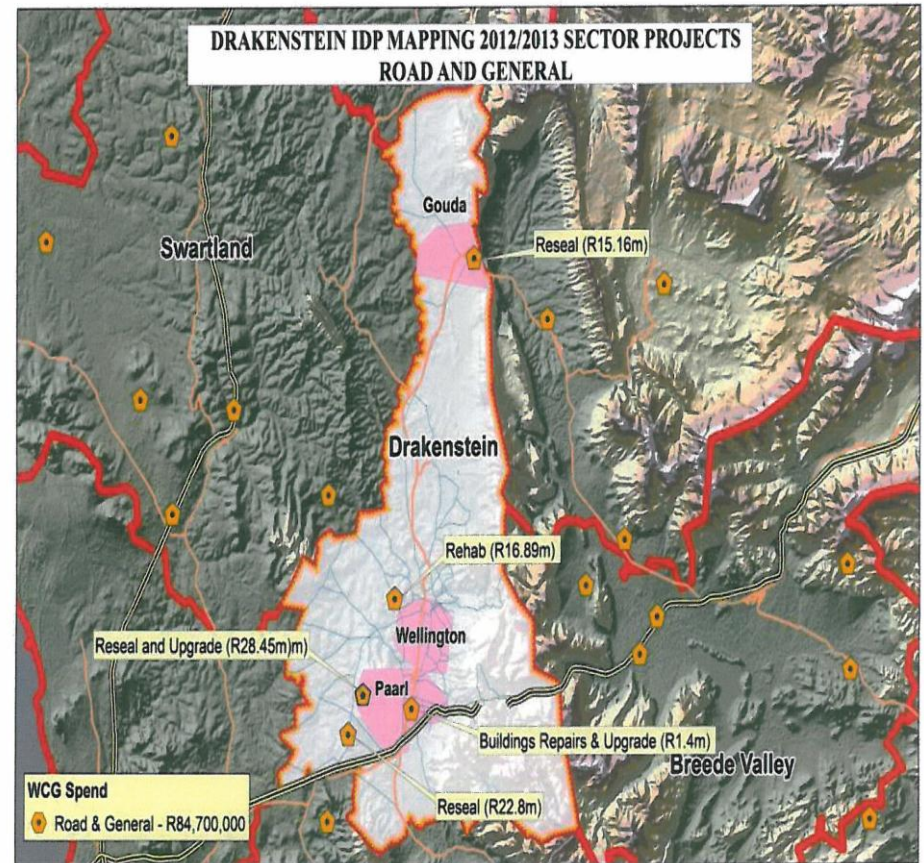 DRAKENSTEIN IDP MAPPING 2012/2013 SECTOR PROJECTS
ROAD AND GENERAL
Gouda
Swartland
Reseal (R15.16m)
Drakenstein
Rehab (R16.89m)
Wellington
Reseal and Upgrade (R28.45m)m)
Paarl
Buildings Repairs & Upgrade (R1.4m)
Breede Valley
Reseal (R22.8m)
WCG Spend
Road & General - R84,700,000